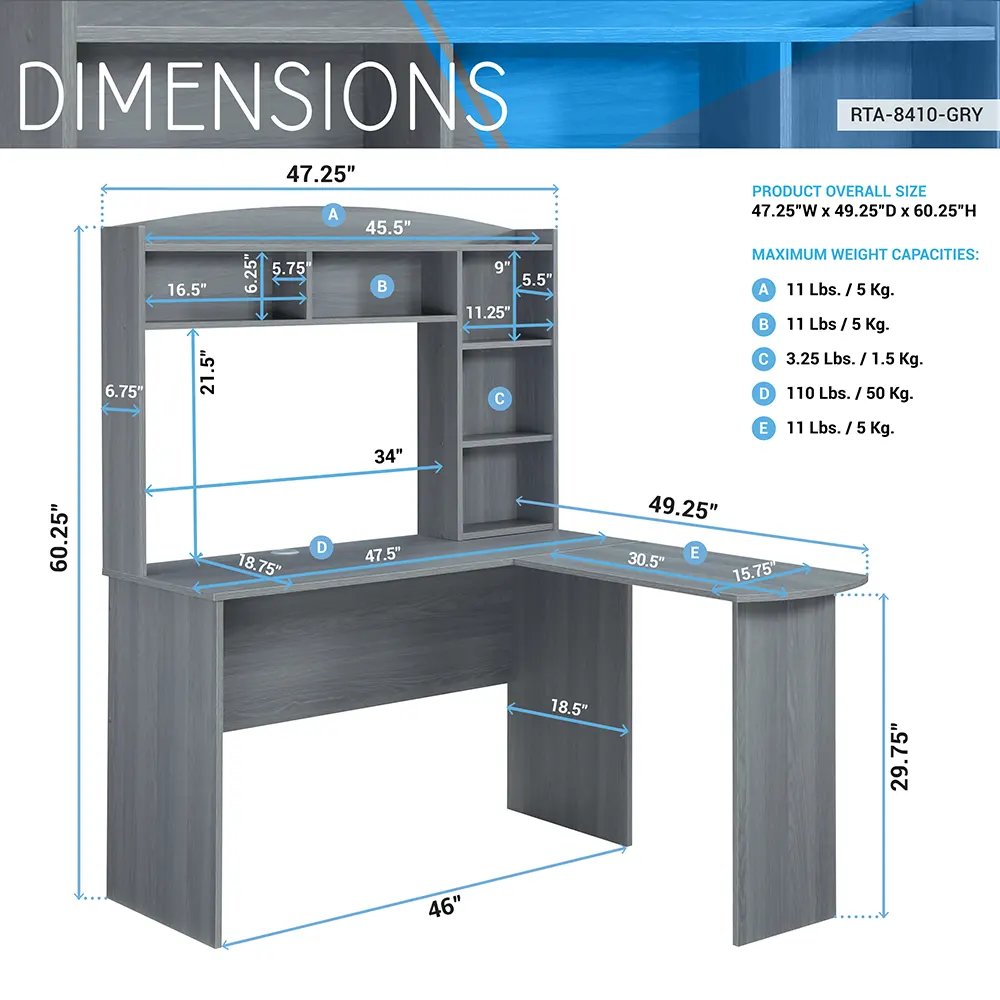 DIMENSIONS
RTA-8410-GRY
PRODUCT OVERALL SIZE
47.25"W x 49.25"D x 60.25"H
MAXIMUM WEIGHT CAPACITIES:
A 11 Lbs. / 5 Kg.
B 11 Lbs / 5 Kg.
C 3.25 Lbs. / 1.5 Kg.
D 110 Lbs. / 50 Kg.
E 11 Lbs. / 5 Kg.
47.25"
A
45.5"
6.25"
5.75"
16.5"
B
9"
5.5"
11.25"
21.5"
6.75"
C
34"
60.25"
49.25"
D
47.5"
18.75"
E
30.5"
15.75"
18.5"
29.75"
46"